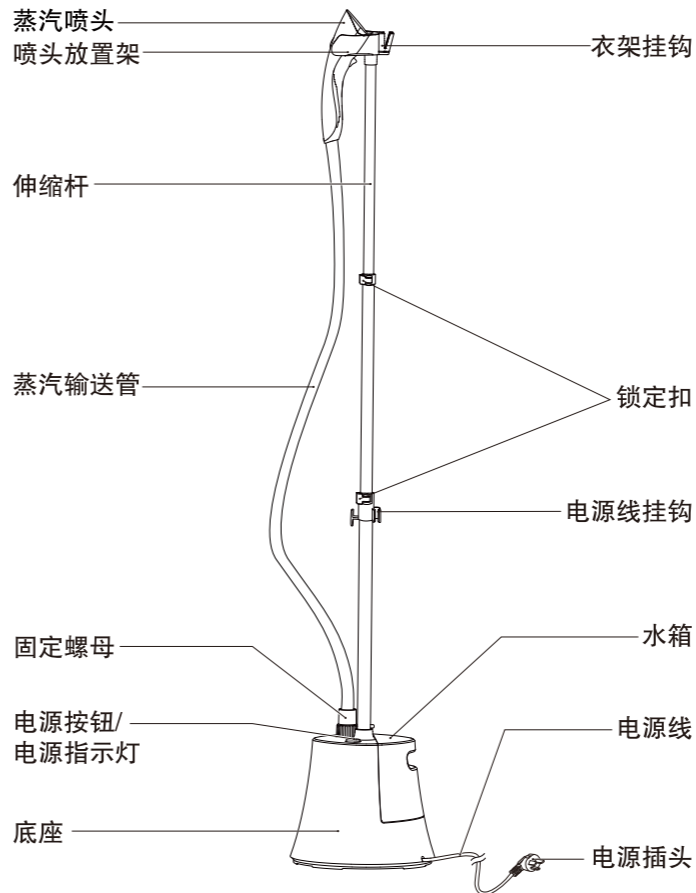 蒸汽喷头
喷头放置架
衣架挂钩
伸缩杆
蒸汽输送管
锁定扣
电源线挂钩
固定螺母
水箱
电源按钮/
电源指示灯
电源线
底座
电源插头